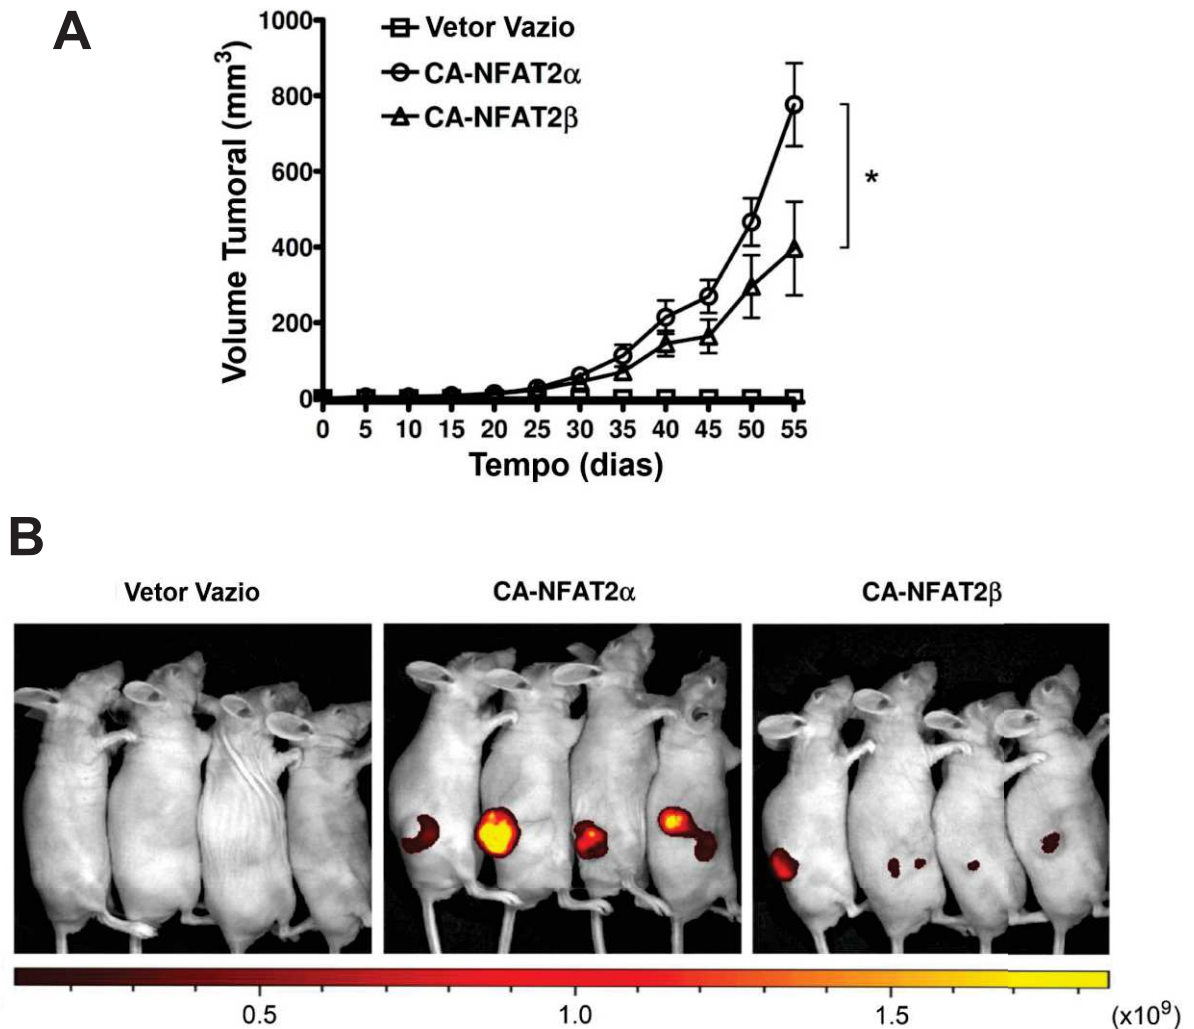 A
Volume Tumoral (mm³)
1000
800
600
400
200
0
Vetor Vazio
CA-NFAT2α
CA-NFAT2β
*
0 5 10 15 20 25 30 35 40 45 50 55
Tempo (dias)
B
Vetor Vazio CA-NFAT2α CA-NFAT2β
0.5 1.0 1.5 (x10⁹)